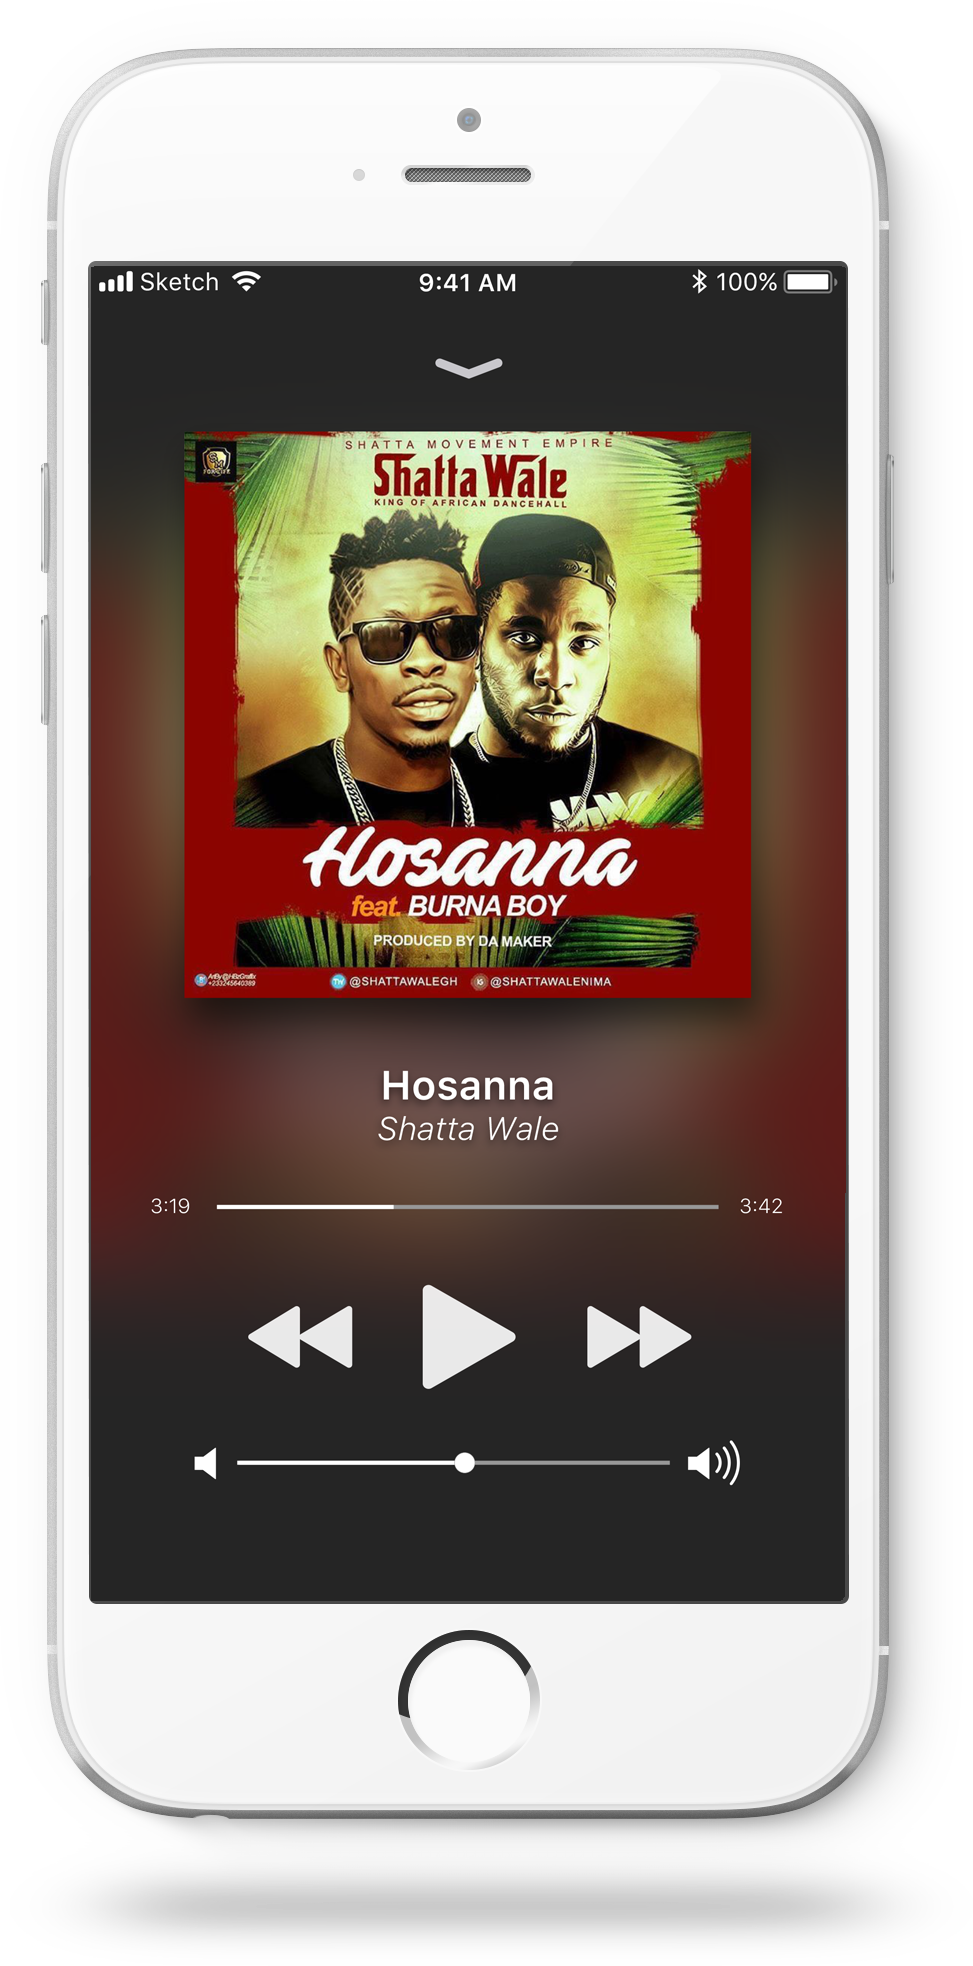 Sketch 9:41 AM 100%
SHATTA MOVEMENT EMPIRE
Shatta Wale
KING OF AFRICAN DANCEHALL
Hosanna
feat. BURNA BOY
PRODUCED BY DA MAKER
@SHATTAWALEGH @SHATTAWALENIMA
Hosanna
Shatta Wale
3:19 3:42